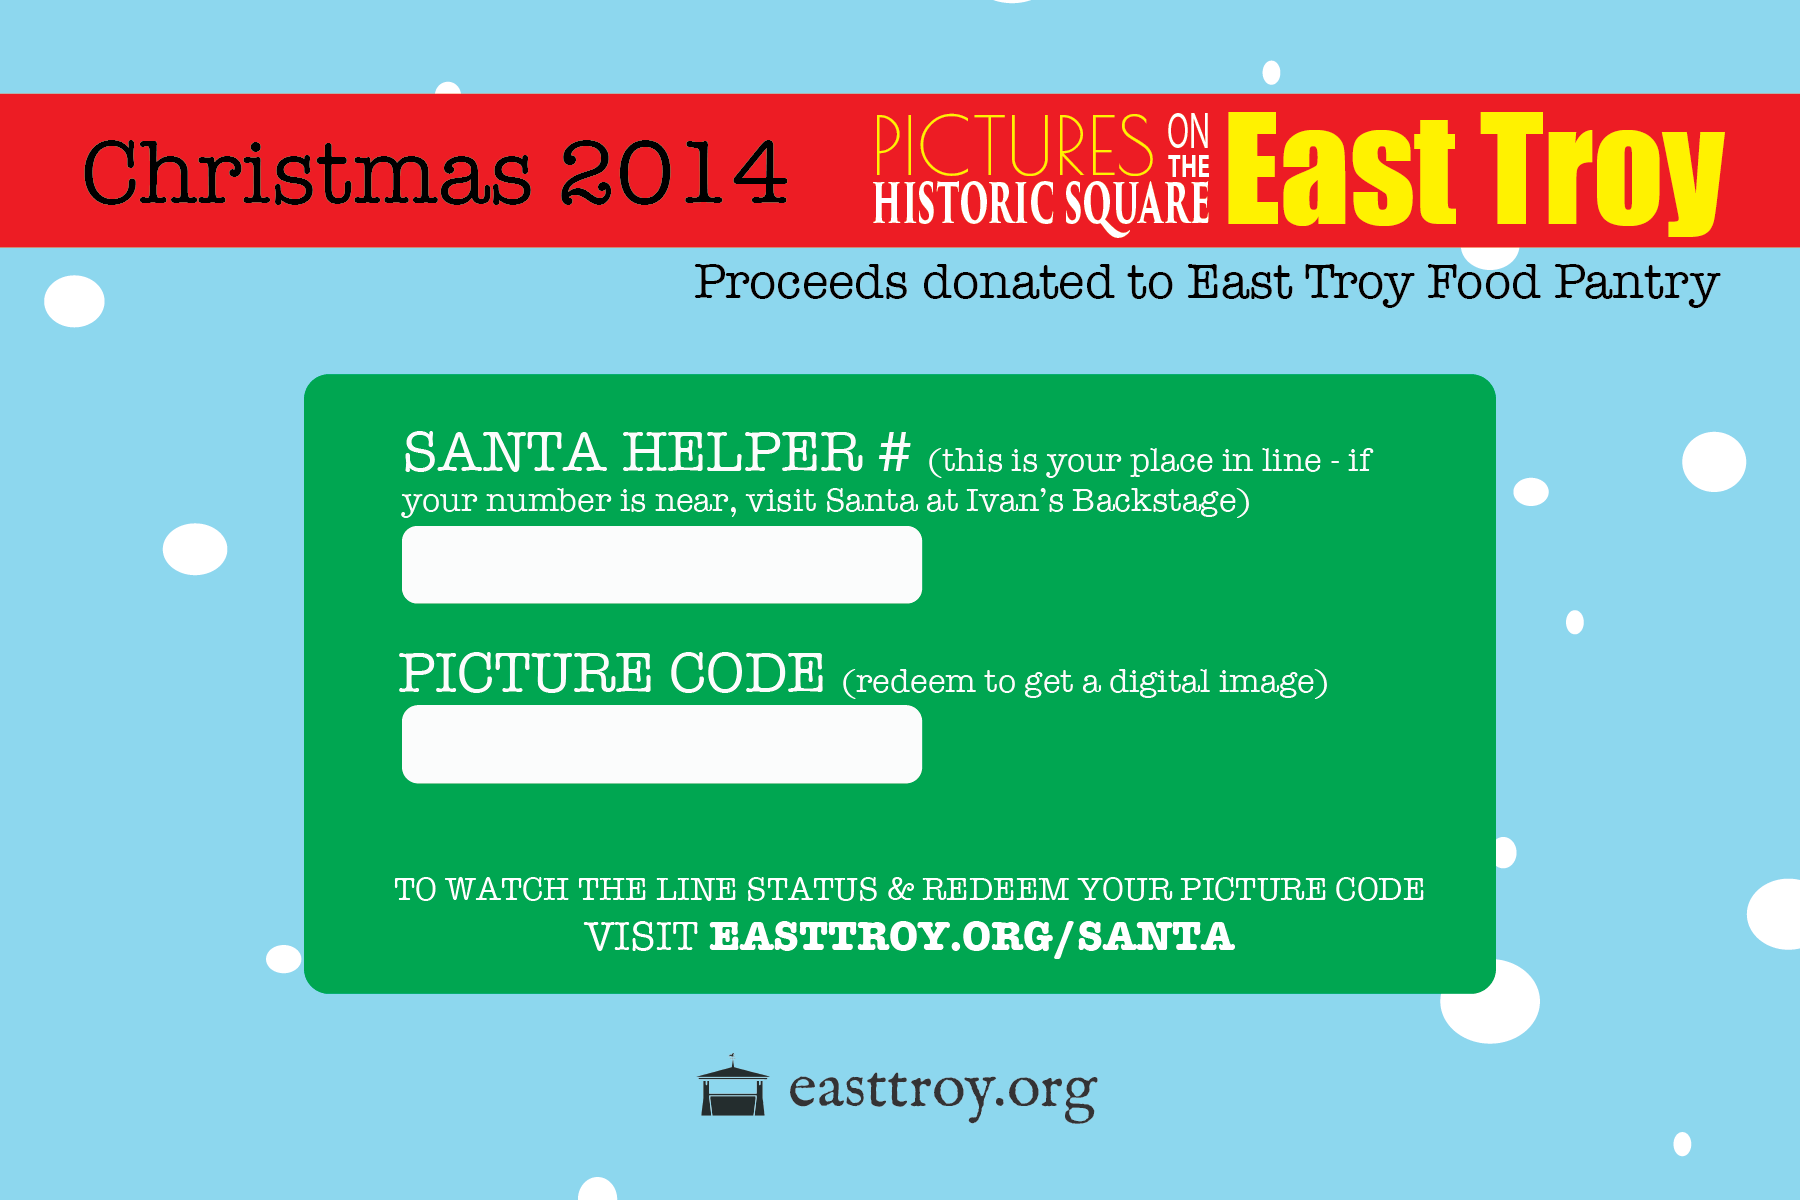 Christmas 2014
PICTURES ON THE
HISTORIC SQUARE
East Troy
Proceeds donated to East Troy Food Pantry
SANTA HELPER # (this is your place in line - if
your number is near, visit Santa at Ivan’s Backstage)
PICTURE CODE (redeem to get a digital image)
TO WATCH THE LINE STATUS & REDEEM YOUR PICTURE CODE
VISIT EASTTROY.ORG/SANTA
easttroy.org